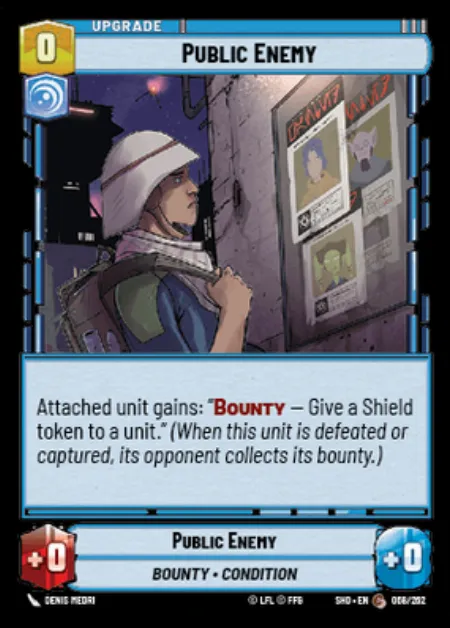 UPGRADE
0
PUBLIC ENEMY
Attached unit gains: “BOUNTY – Give a Shield
token to a unit.” (When this unit is defeated or
captured, its opponent collects its bounty.)
+0
PUBLIC ENEMY
+0
BOUNTY • CONDITION
DENIS MEDRI
© LFL © FFG
SHD • EN
068/262